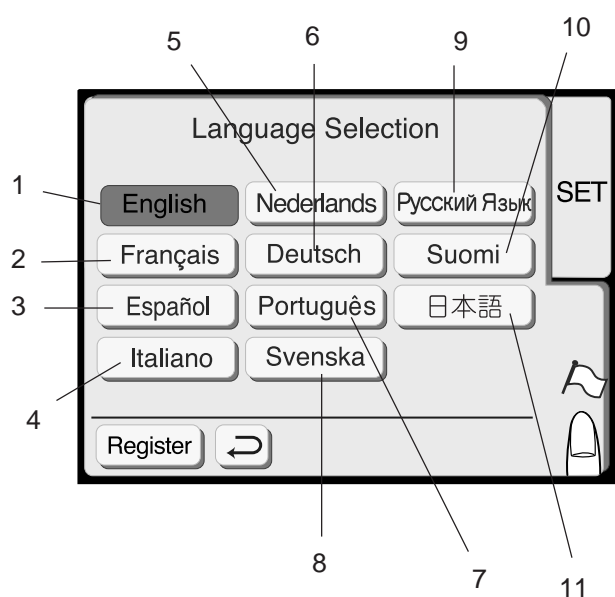 5 6 9 10
Language Selection
SET
1 English Nederlands Русский Язык
2 Français Deutsch Suomi
3 Español Português 日本語
4 Italiano Svenska
Register
8 7 11